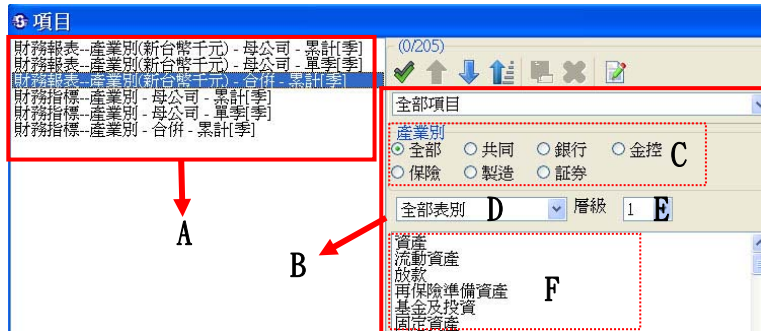 項目
財務報表--產業別(新台幣千元) - 母公司 - 累計[季]
財務報表--產業別(新台幣千元) - 母公司 - 單季[季]
財務報表--產業別(新台幣千元) - 合併 - 累計[季]
財務指標--產業別 - 母公司 - 累計[季]
財務指標--產業別 - 母公司 - 單季[季]
財務指標--產業別 - 合併 - 累計[季]
(0/205)
全部項目
產業別
全部 共同 銀行 金控 C
保險 製造 証券
全部表別 D 層級 1 E
A
B
資產
流動資產
放款
再保險準備資產
F
基金及投資
固定資產